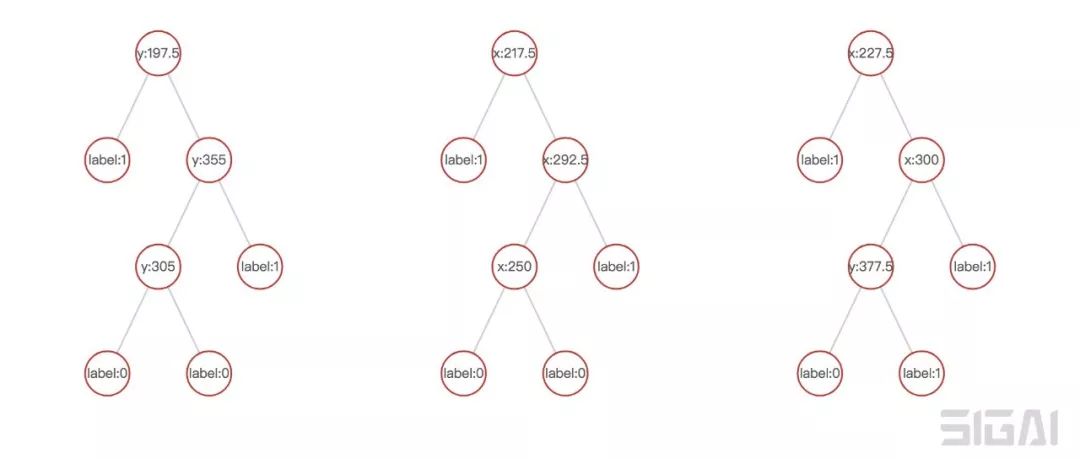 y:197.5
x:217.5
x:227.5
label:1
y:355
label:1
x:292.5
label:1
x:300
y:305
label:1
x:250
label:1
y:377.5
label:1
label:0
label:0
label:0
label:0
label:0
label:1
SIGAI